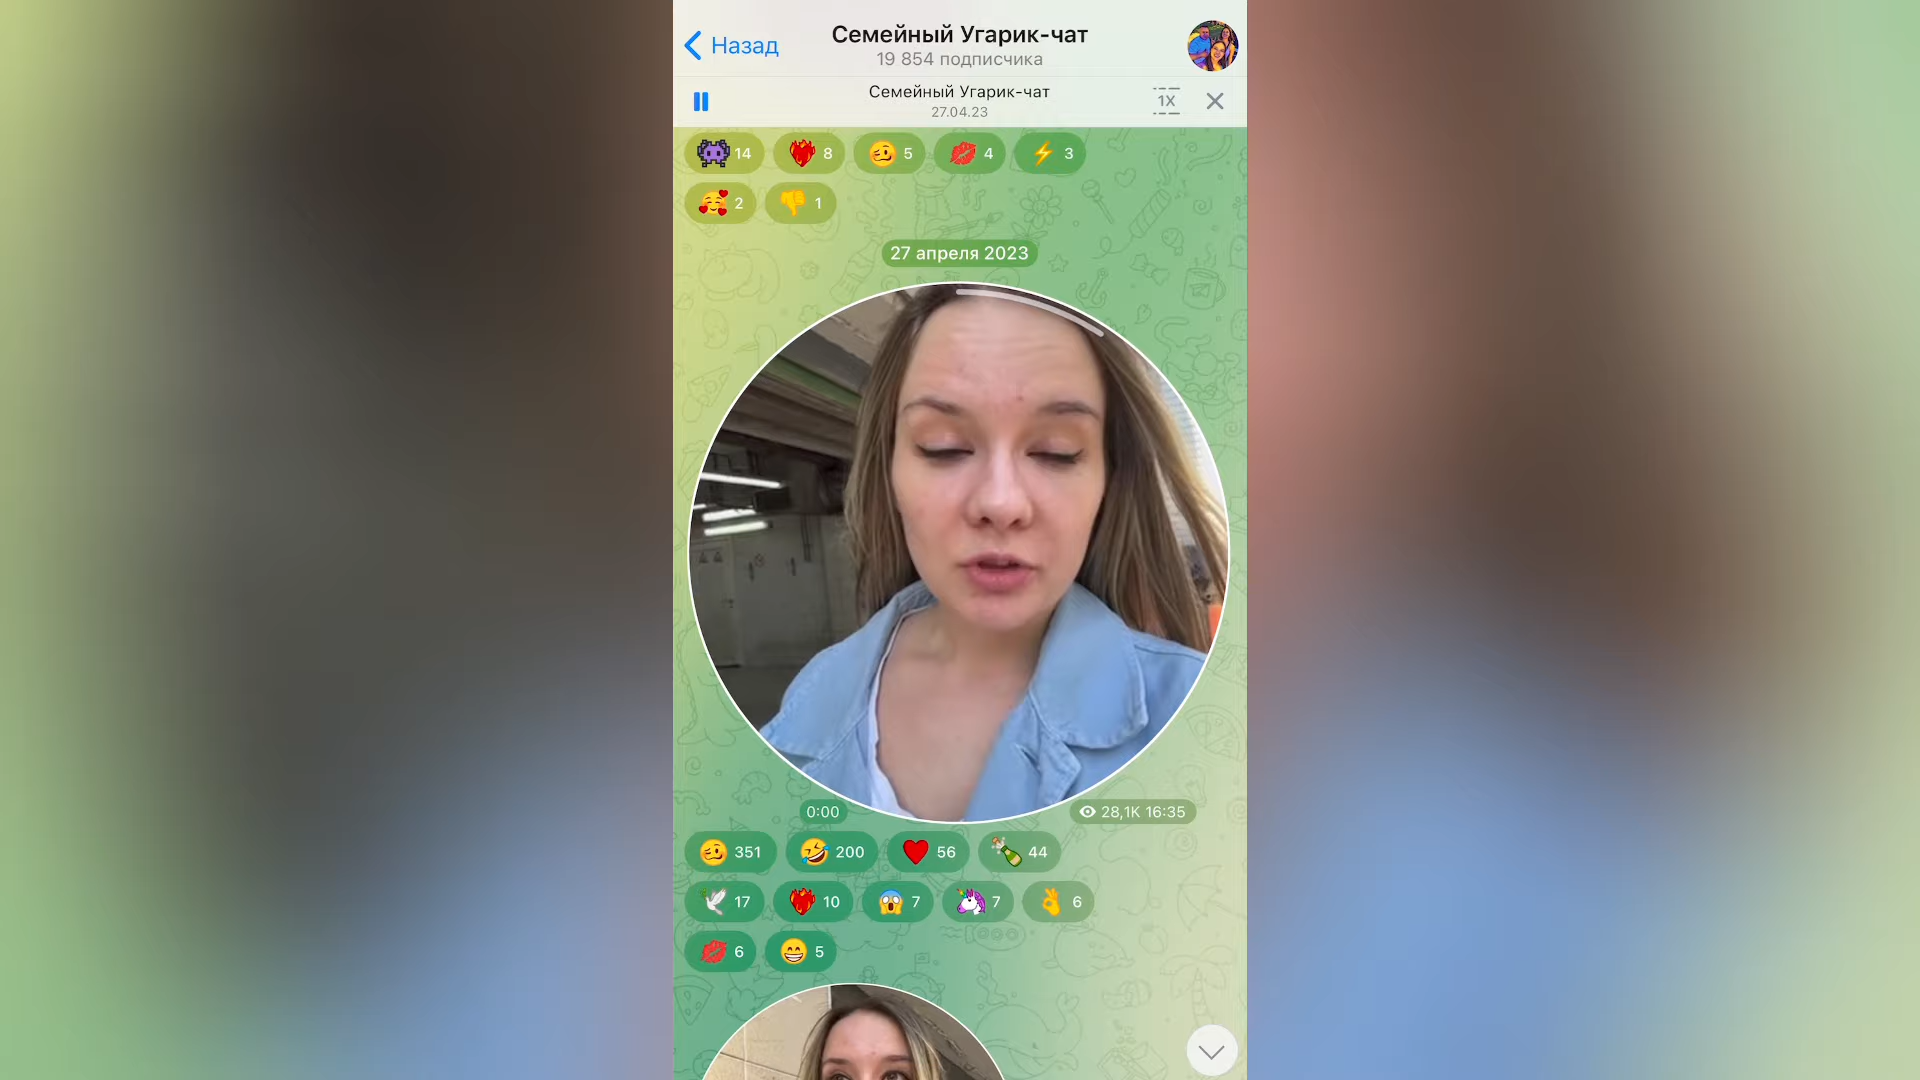 Назад
Семейный Угарик-чат
19 854 подписчика
Семейный Угарик-чат
27.04.23
1X
14 8 5 4 3
2 1
27 апреля 2023
0:00
28,1K 16:35
351 200 56 44
17 10 7 7 6
6 5